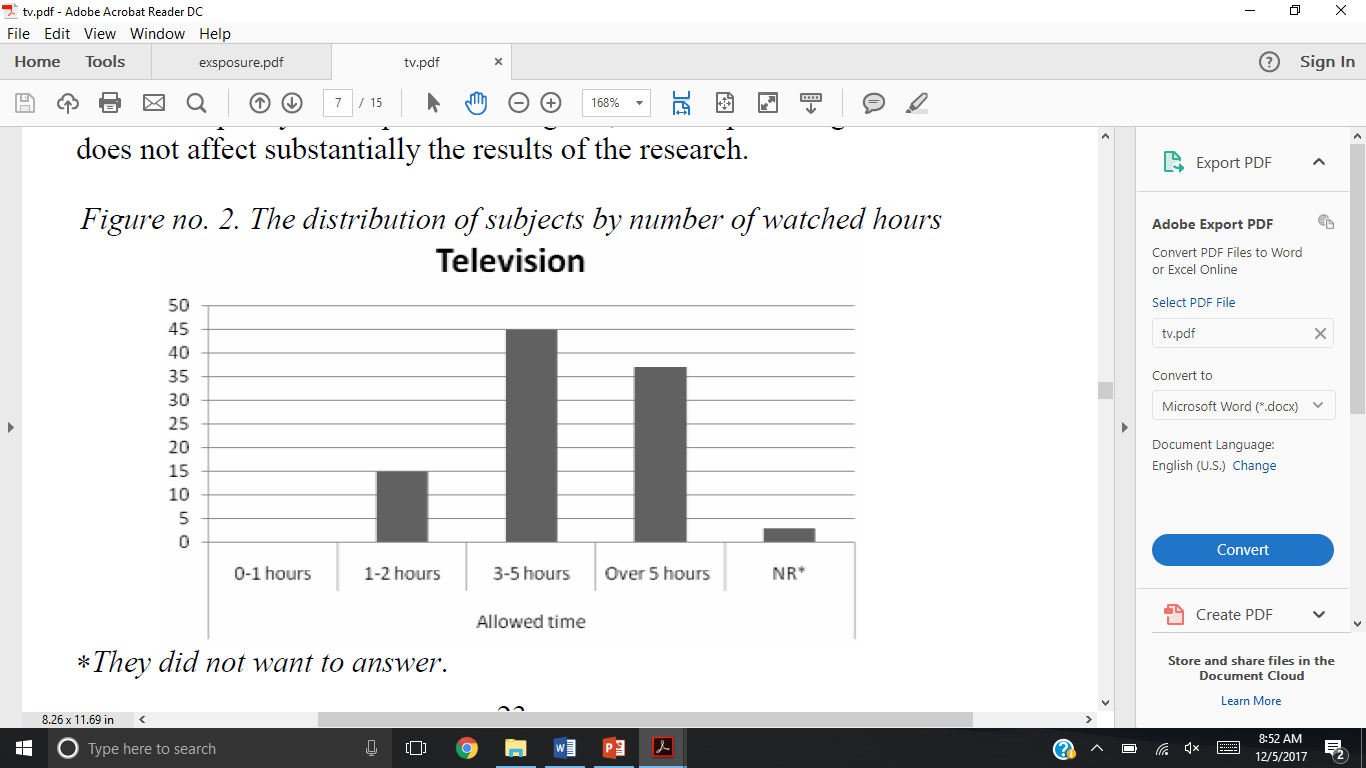 tv.pdf - Adobe Acrobat Reader DC
File Edit View Window Help
Home Tools exsposure.pdf tv.pdf × ? Sign In
7 / 15 168%
does not affect substantially the results of the research.
Figure no. 2. The distribution of subjects by number of watched hours
Television
50
45
40
35
30
25
20
15
10
5
0
0-1 hours 1-2 hours 3-5 hours Over 5 hours NR*
Allowed time
*They did not want to answer.
8.26 x 11.69 in
Export PDF
Adobe Export PDF
Convert PDF Files to Word
or Excel Online
Select PDF File
tv.pdf
Convert to
Microsoft Word (*.docx)
Document Language:
English (U.S.) Change
Convert
Create PDF
Store and share files in the
Document Cloud
Learn More
Type here to search
8:52 AM
12/5/2017
2